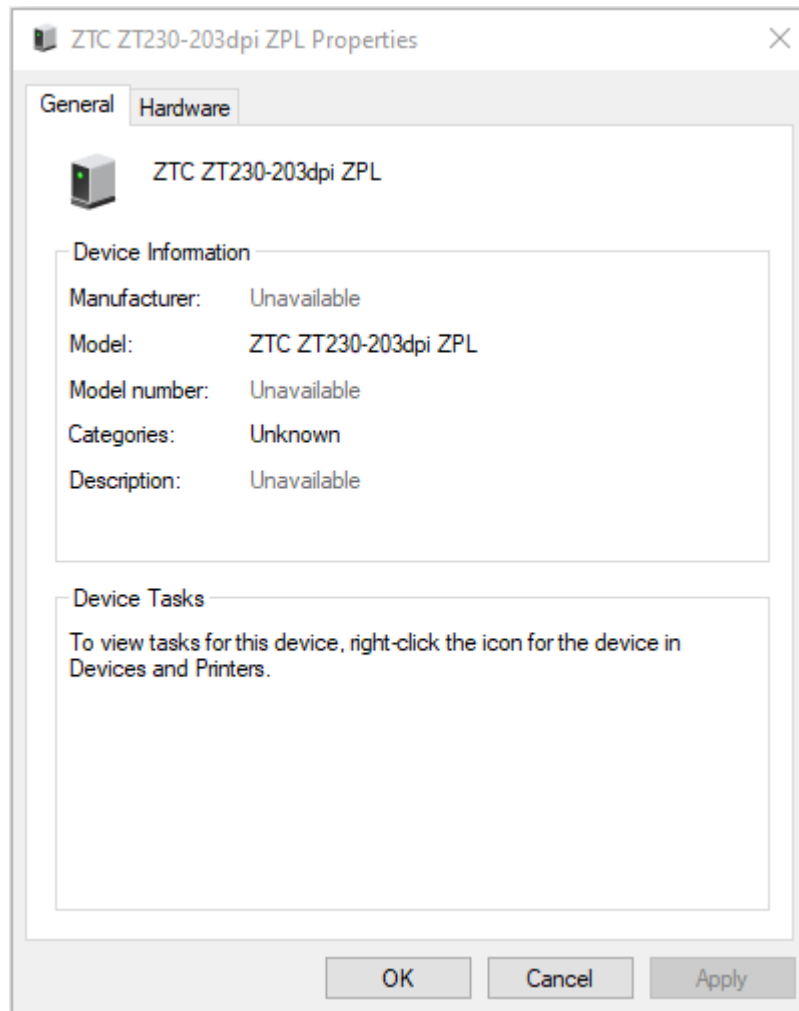 ZTC ZT230-203dpi ZPL Properties
General Hardware
ZTC ZT230-203dpi ZPL
Device Information
Manufacturer: Unavailable
Model: ZTC ZT230-203dpi ZPL
Model number: Unavailable
Categories: Unknown
Description: Unavailable
Device Tasks
To view tasks for this device, right-click the icon for the device in
Devices and Printers.
OK Cancel Apply